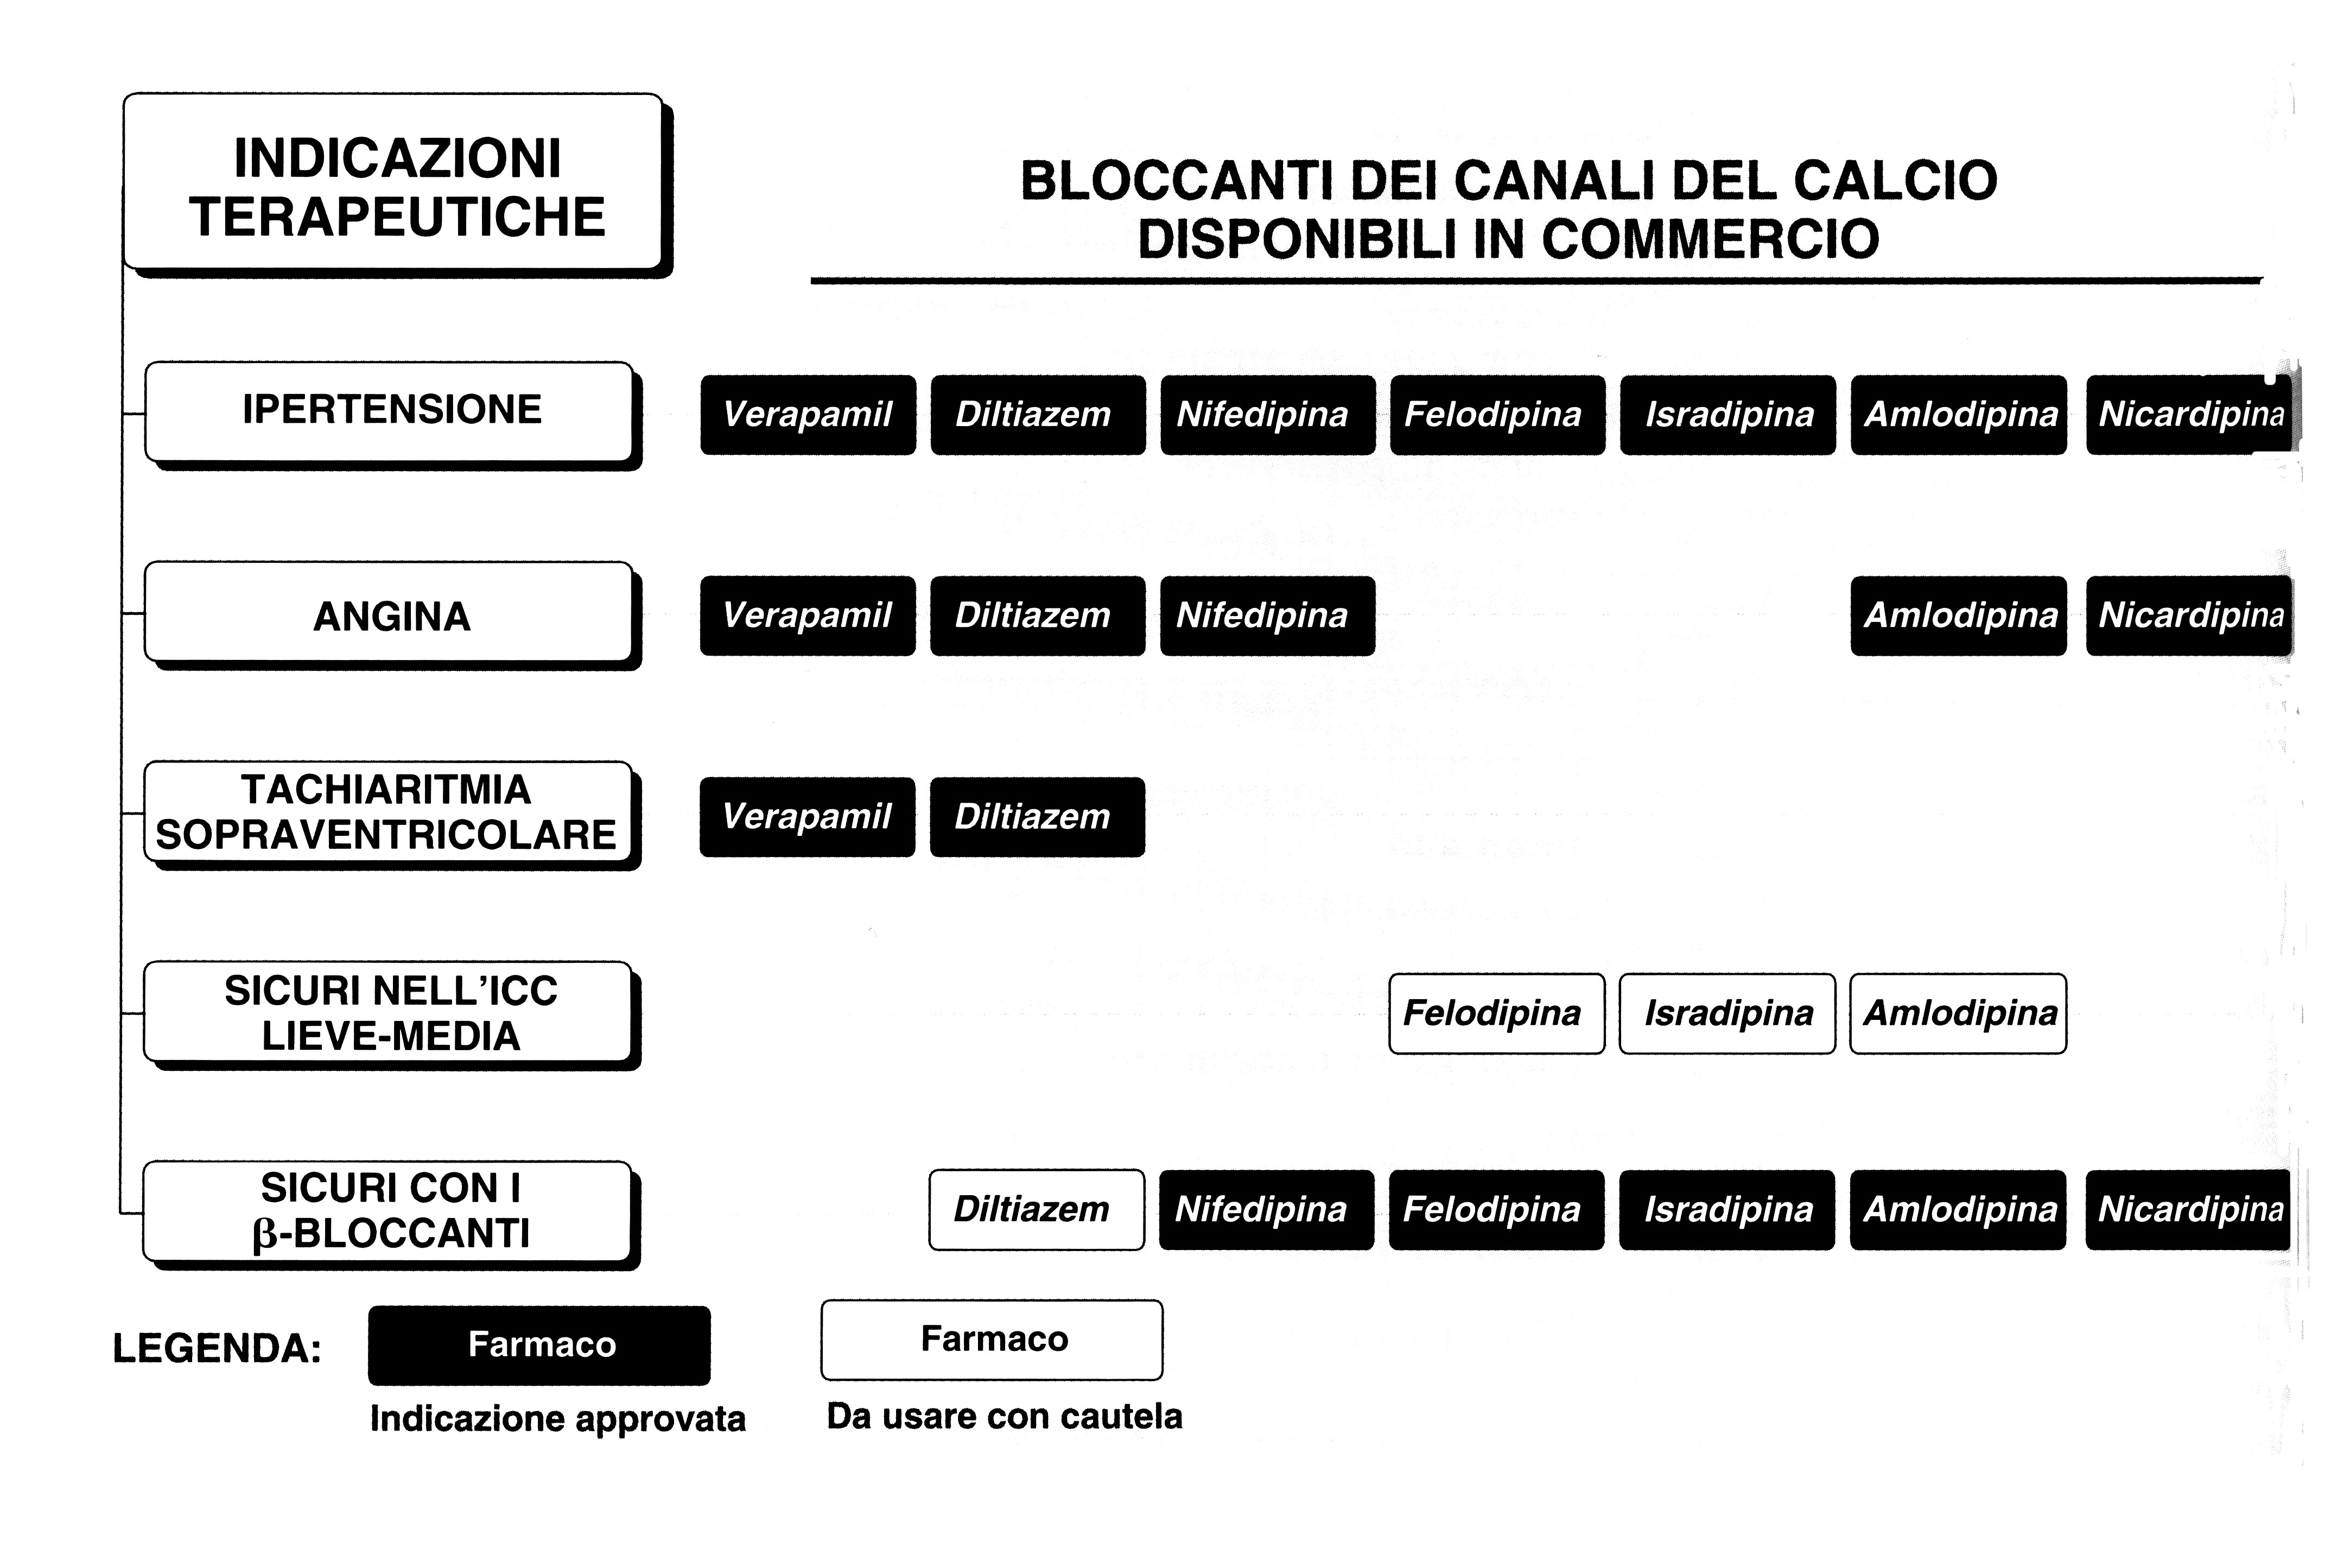 INDICAZIONI
TERAPEUTICHE
BLOCCANTI DEI CANALI DEL CALCIO
DISPONIBILI IN COMMERCIO
IPERTENSIONE
Verapamil Diltiazem Nifedipina Felodipina Isradipina Amlodipina Nicardipina
ANGINA
Verapamil Diltiazem Nifedipina Amlodipina Nicardipina
TACHIARITMIA
SOPRAVENTRICOLARE
Verapamil Diltiazem
SICURI NELL’ICC
LIEVE-MEDIA
Felodipina Isradipina Amlodipina
SICURI CON I
β-BLOCCANTI
Diltiazem Nifedipina Felodipina Isradipina Amlodipina Nicardipina
LEGENDA:
Farmaco
Indicazione approvata
Farmaco
Da usare con cautela